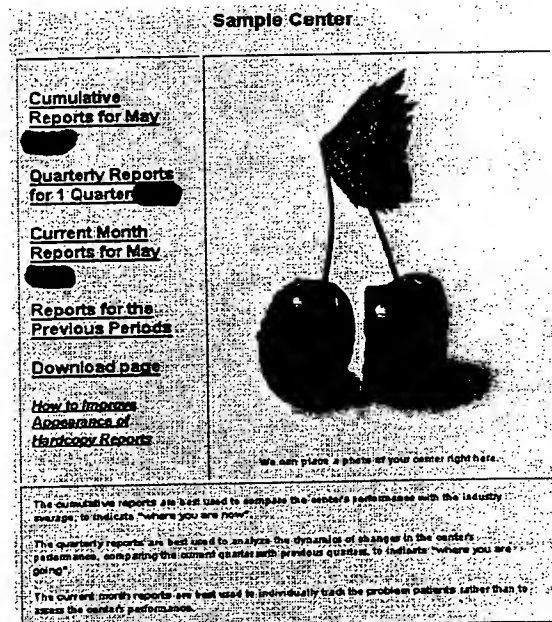 Sample Center
Cumulative
Reports for May
Quarterly Reports
for 1 Quarter
Current Month
Reports for May
Reports for the
Previous Periods
Download page
How to Improve
Appearance of
Hardcopy Reports
We can place a photo of your center right here.
The cumulative reports are best used to compare the center's performance with the industry
average, to indicate "where you are now".
The quarterly reports are best used to analyze the dynamics of changes in the center's
performance, comparing the current quarter with previous quarters, to indicate "where you are
going".
The current month reports are best used to individually track the problem patients rather than to
assess the center's performance.